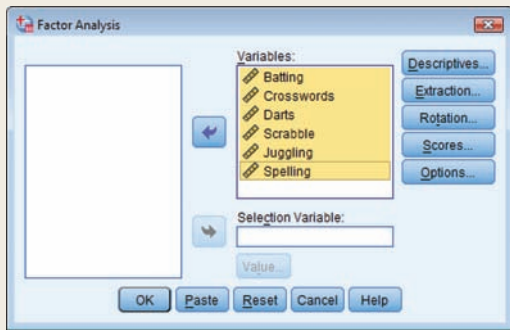 Factor Analysis
Variables:
Batting
Crosswords
Darts
Scrabble
Juggling
Spelling
Descriptives...
Extraction...
Rotation...
Scores...
Options...
Selection Variable:
Value...
OK Paste Reset Cancel Help